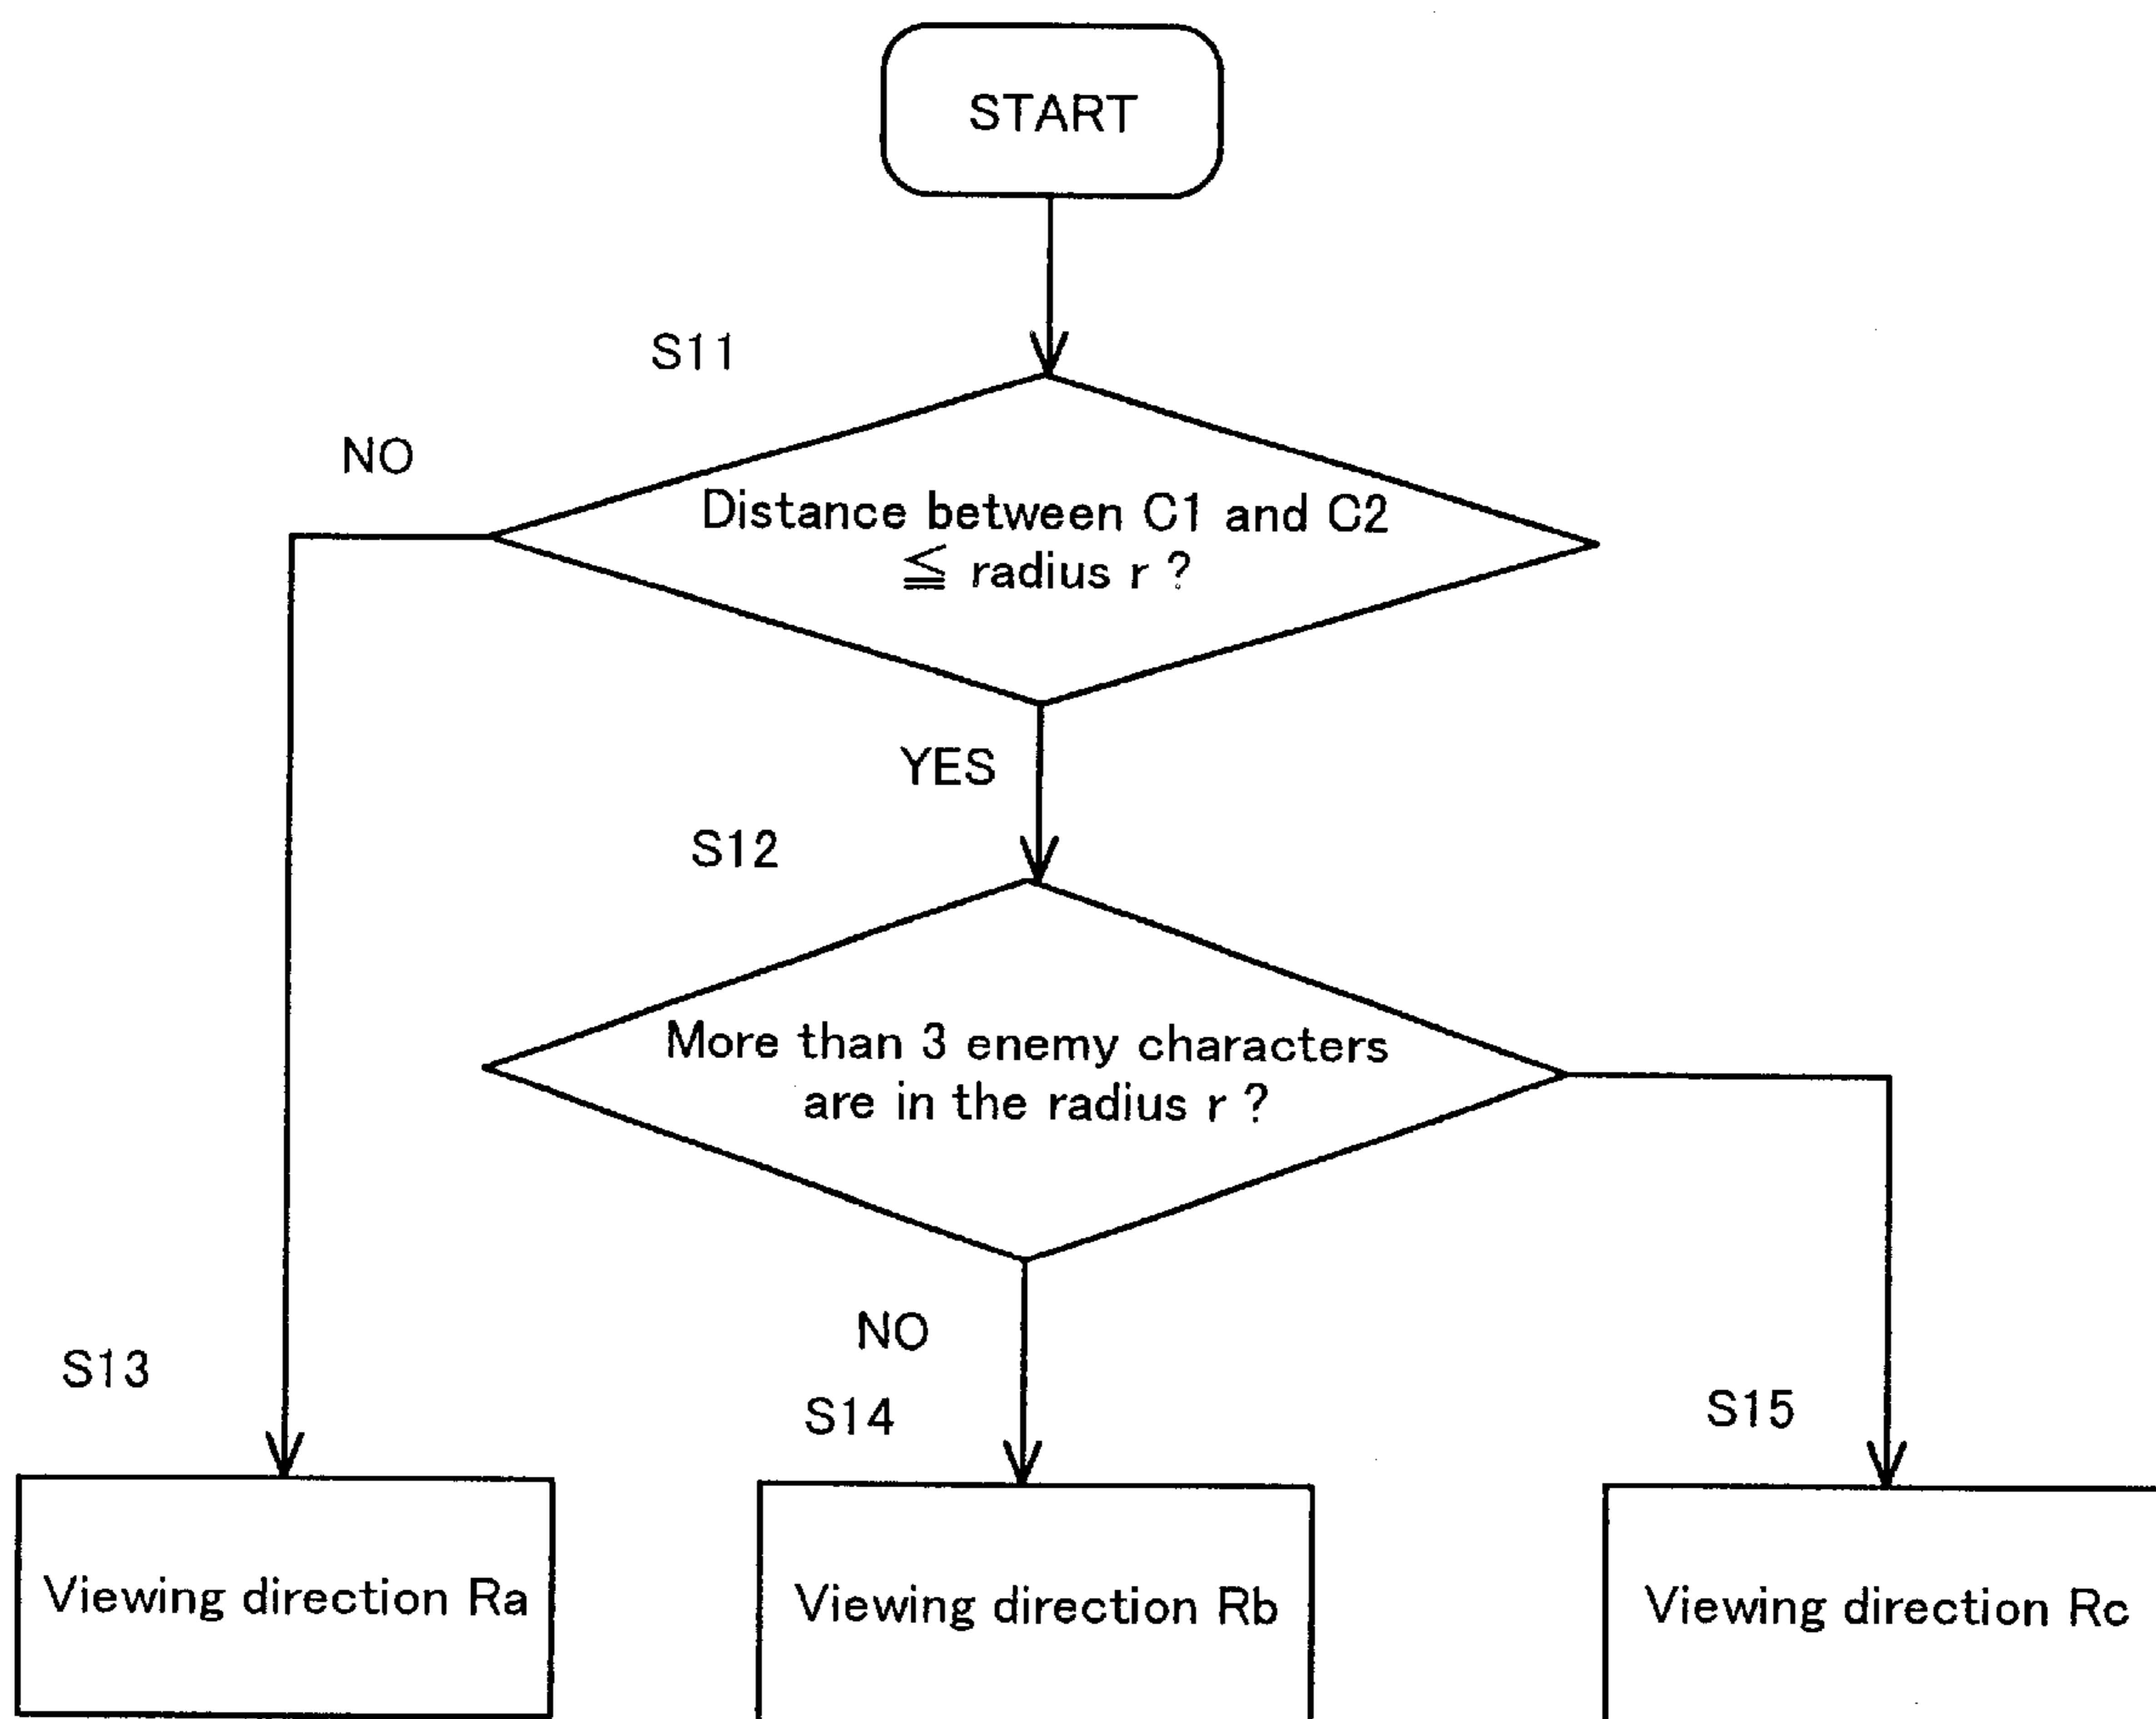 START
S11
NO
Distance between C1 and C2
≦ radius r ?
YES
S12
More than 3 enemy characters
are in the radius r ?
NO
S13
S14
S15
Viewing direction Ra
Viewing direction Rb
Viewing direction Rc